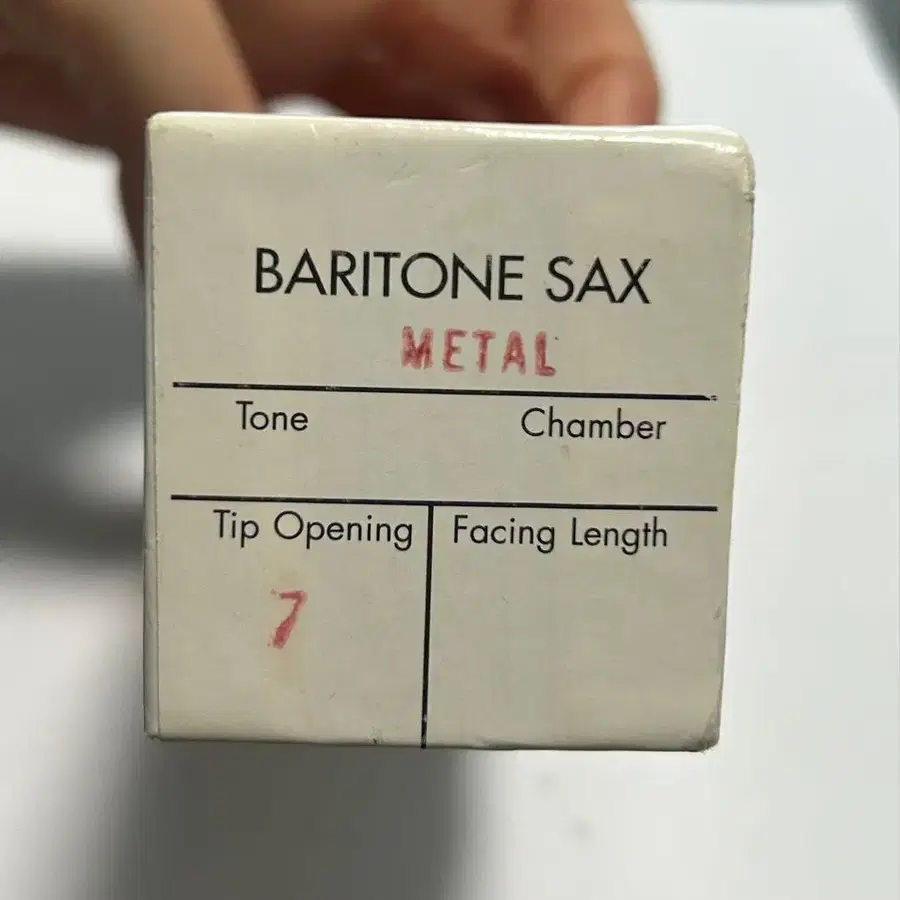 BARITONE SAX
METAL
Tone Chamber
Tip Opening Facing Length
7